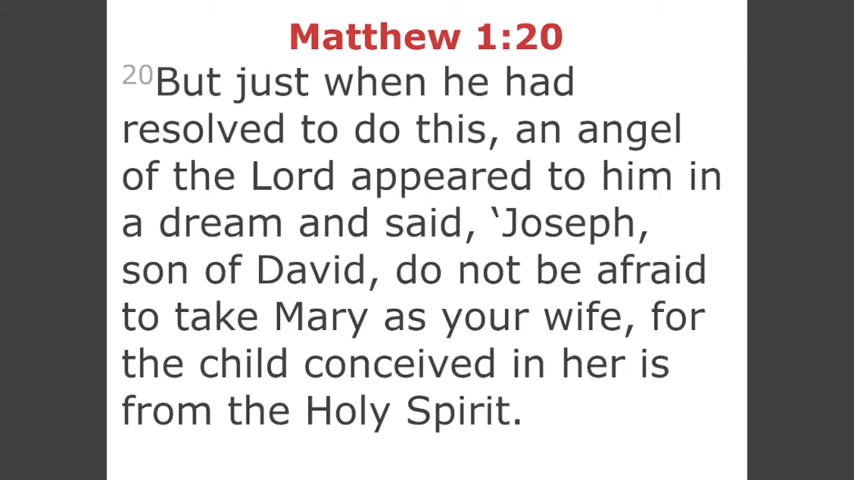 Matthew 1:20
20But just when he had
resolved to do this, an angel
of the Lord appeared to him in
a dream and said, ‘Joseph,
son of David, do not be afraid
to take Mary as your wife, for
the child conceived in her is
from the Holy Spirit.